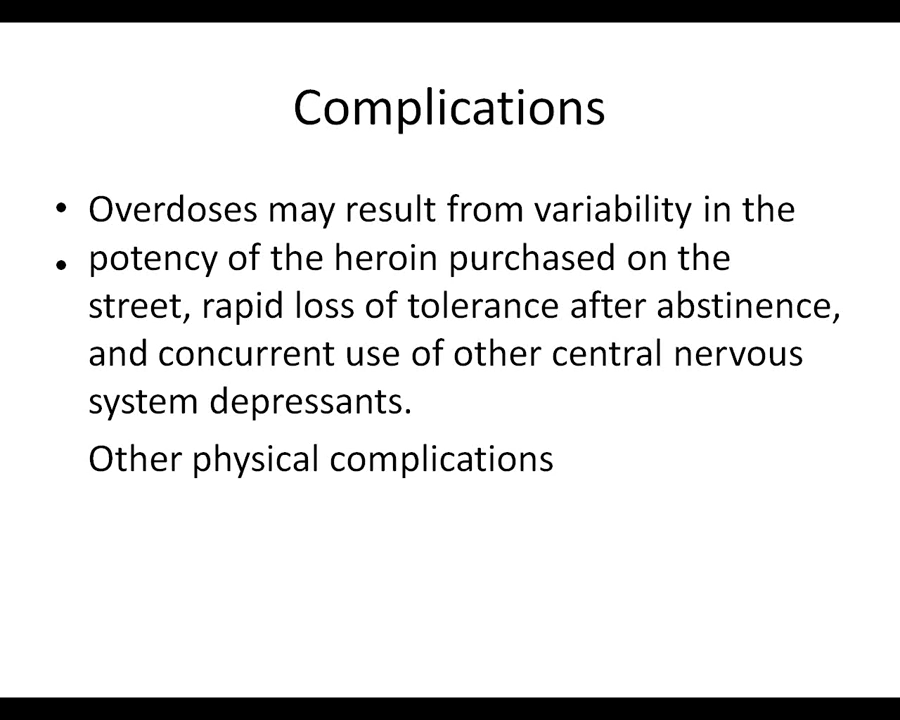 Complications
• Overdoses may result from variability in the
• potency of the heroin purchased on the
street, rapid loss of tolerance after abstinence,
and concurrent use of other central nervous
system depressants.
Other physical complications